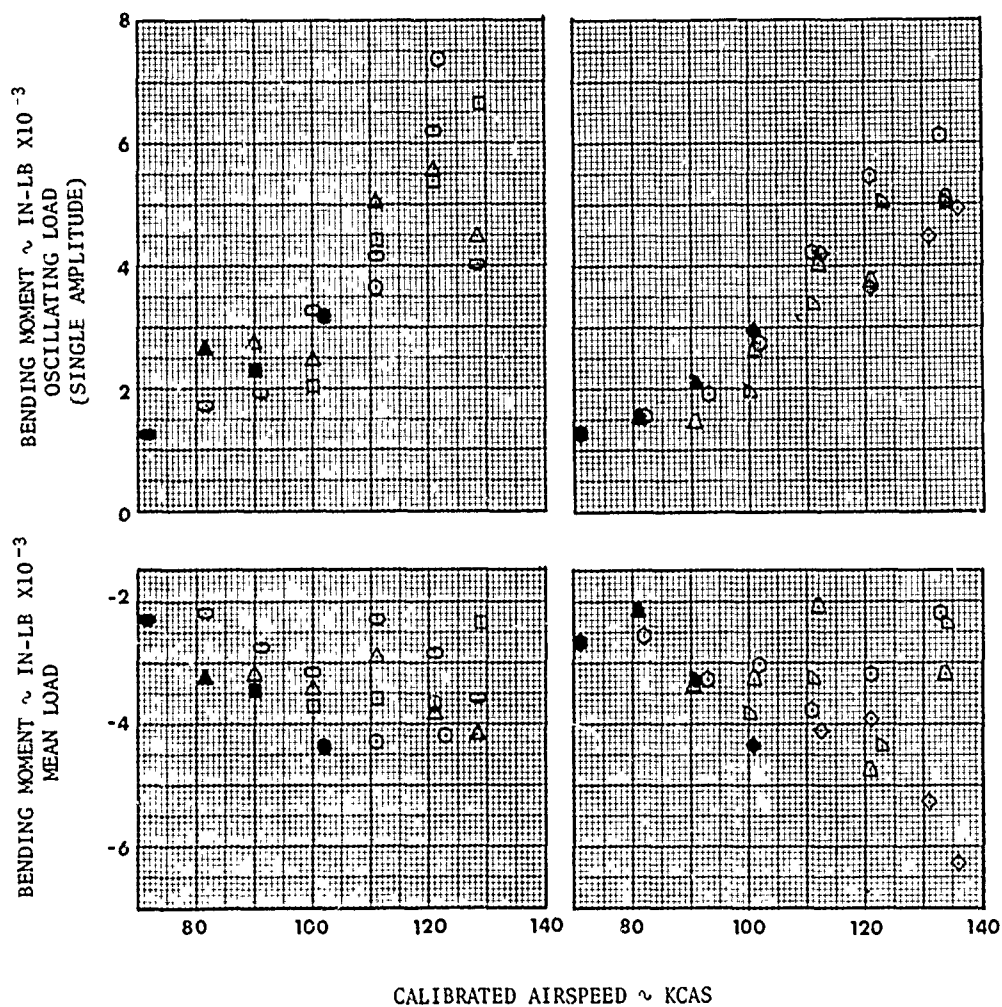 BENDING MOMENT ~ IN-LB X10⁻³
OSCILLATING LOAD
(SINGLE AMPLITUDE)
8
6
4
2
0
BENDING MOMENT ~ IN-LB X10⁻³
MEAN LOAD
-2
-4
-6
80
100
120
140
80
100
120
140
CALIBRATED AIRSPEED ~ KCAS